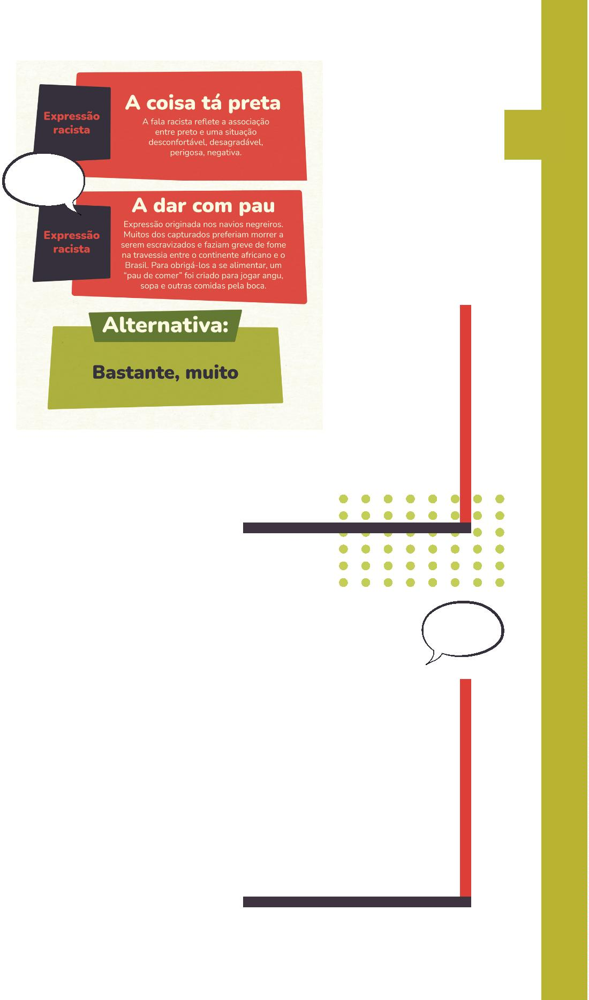 Expressão
racista
A coisa tá preta
A fala racista reflete a associação
entre preto e uma situação
desconfortável, desagradável,
perigosa, negativa.
Expressão
racista
A dar com pau
Expressão originada nos navios negreiros.
Muitos dos capturados preferiam morrer a
serem escravizados e faziam greve de fome
na travessia entre o continente africano e o
Brasil. Para obrigá-los a se alimentar, um
“pau de comer” foi criado para jogar angu,
sopa e outras comidas pela boca.
Alternativa:
Bastante, muito